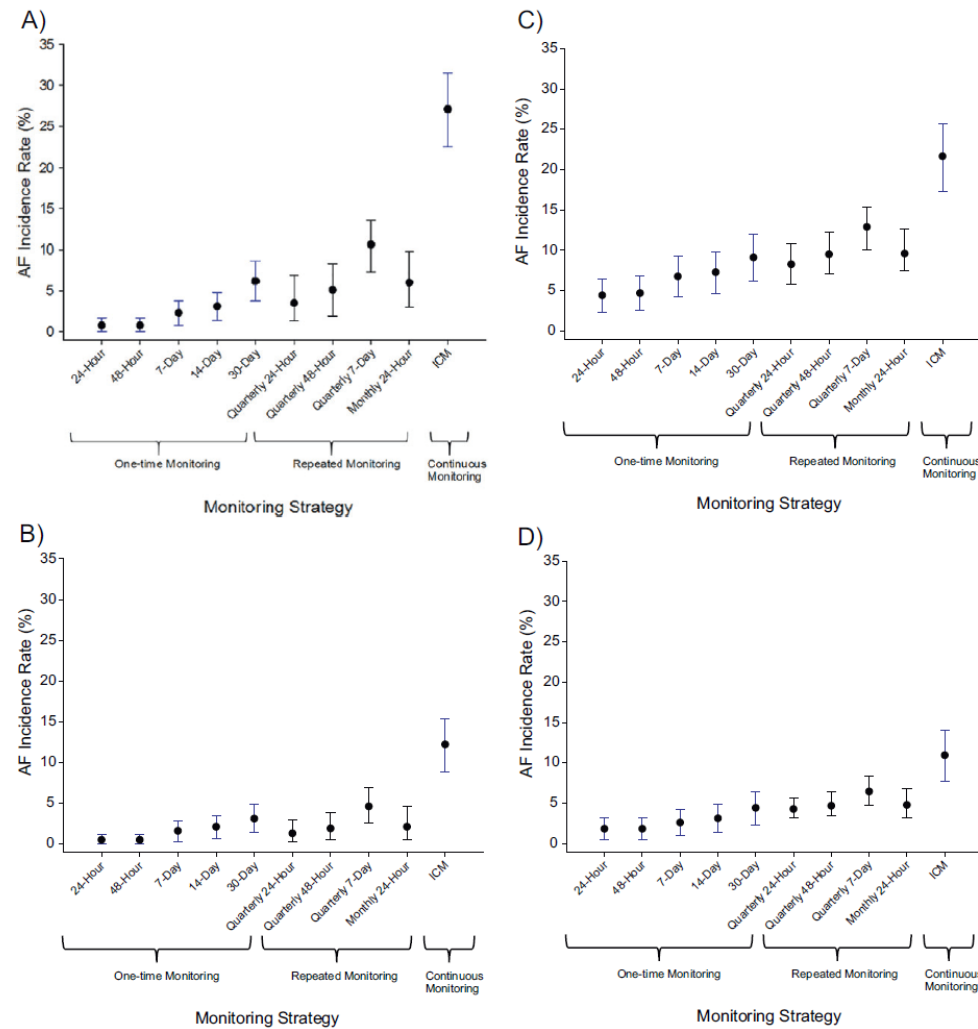 A)
AF Incidence Rate (%)
35
30
25
20
15
10
5
0
24-Hour
48-Hour
7-Day
14-Day
30-Day
Quarterly 24-Hour
Quarterly 48-Hour
Quarterly 7-Day
Monthly 24-Hour
ICM
One-time Monitoring
Repeated Monitoring
Continuous
Monitoring
Monitoring Strategy
C)
AF Incidence Rate (%)
35
30
25
20
15
10
5
0
24-Hour
48-Hour
7-Day
14-Day
30-Day
Quarterly 24-Hour
Quarterly 48-Hour
Quarterly 7-Day
Monthly 24-Hour
ICM
One-time Monitoring
Repeated Monitoring
Continuous
Monitoring
Monitoring Strategy
B)
AF Incidence Rate (%)
35
30
25
20
15
10
5
0
24-Hour
48-Hour
7-Day
14-Day
30-Day
Quarterly 24-Hour
Quarterly 48-Hour
Quarterly 7-Day
Monthly 24-Hour
ICM
One-time Monitoring
Repeated Monitoring
Continuous
Monitoring
Monitoring Strategy
D)
AF Incidence Rate (%)
35
30
25
20
15
10
5
0
24-Hour
48-Hour
7-Day
14-Day
30-Day
Quarterly 24-Hour
Quarterly 48-Hour
Quarterly 7-Day
Monthly 24-Hour
ICM
One-time Monitoring
Repeated Monitoring
Continuous
Monitoring
Monitoring Strategy